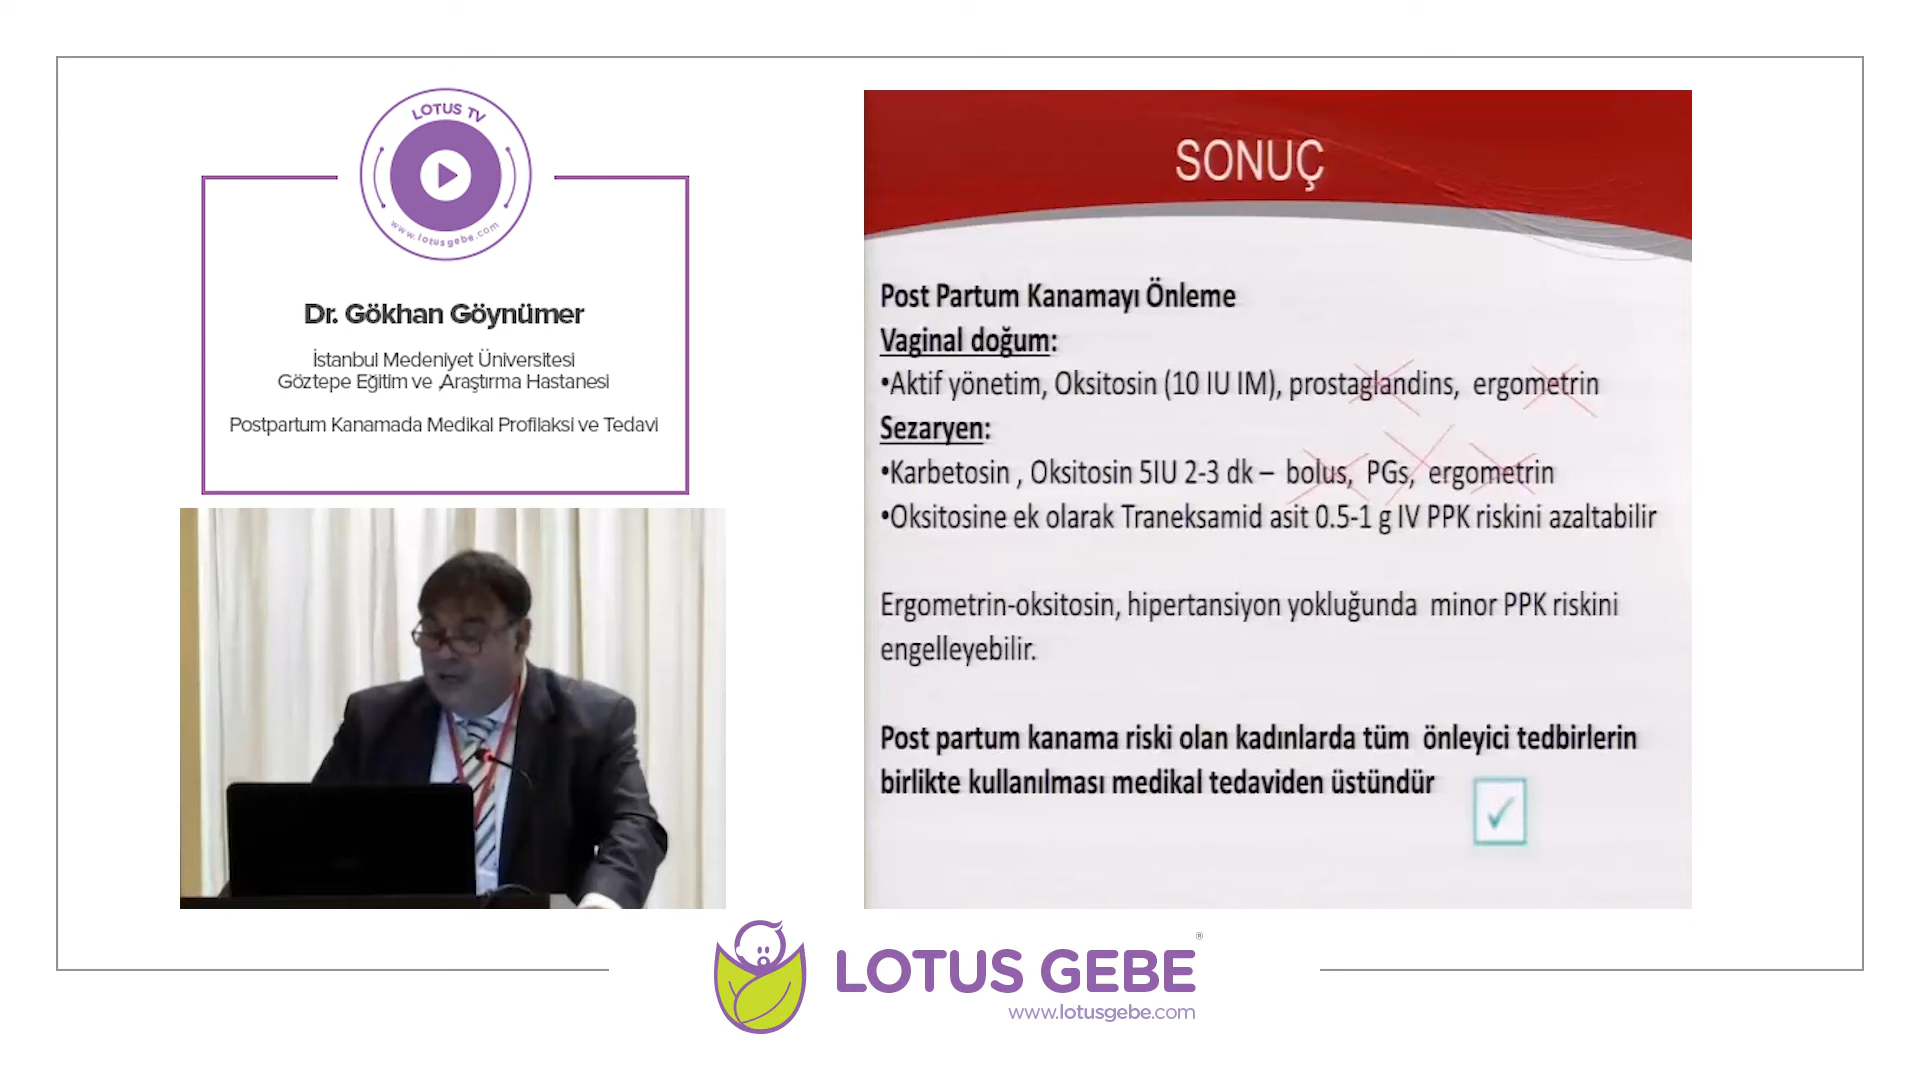 LOTUS TV
www.lotusgebe.com
Dr. Gökhan Göynümer
İstanbul Medeniyet Üniversitesi
Göztepe Eğitim ve ,Araştırma Hastanesi
Postpartum Kanamada Medikal Profilaksi ve Tedavi
SONUÇ
Post Partum Kanamayı Önleme
Vaginal doğum:
•Aktif yönetim, Oksitosin (10 IU IM), prostaglandins, ergometrin
Sezaryen:
•Karbetosin , Oksitosin 5IU 2-3 dk – bolus, PGs, ergometrin
•Oksitosine ek olarak Traneksamid asit 0.5-1 g IV PPK riskini azaltabilir
Ergometrin-oksitosin, hipertansiyon yokluğunda minor PPK riskini
engelleyebilir.
Post partum kanama riski olan kadınlarda tüm önleyici tedbirlerin
birlikte kullanılması medikal tedaviden üstündür
LOTUS GEBE®
www.lotusgebe.com